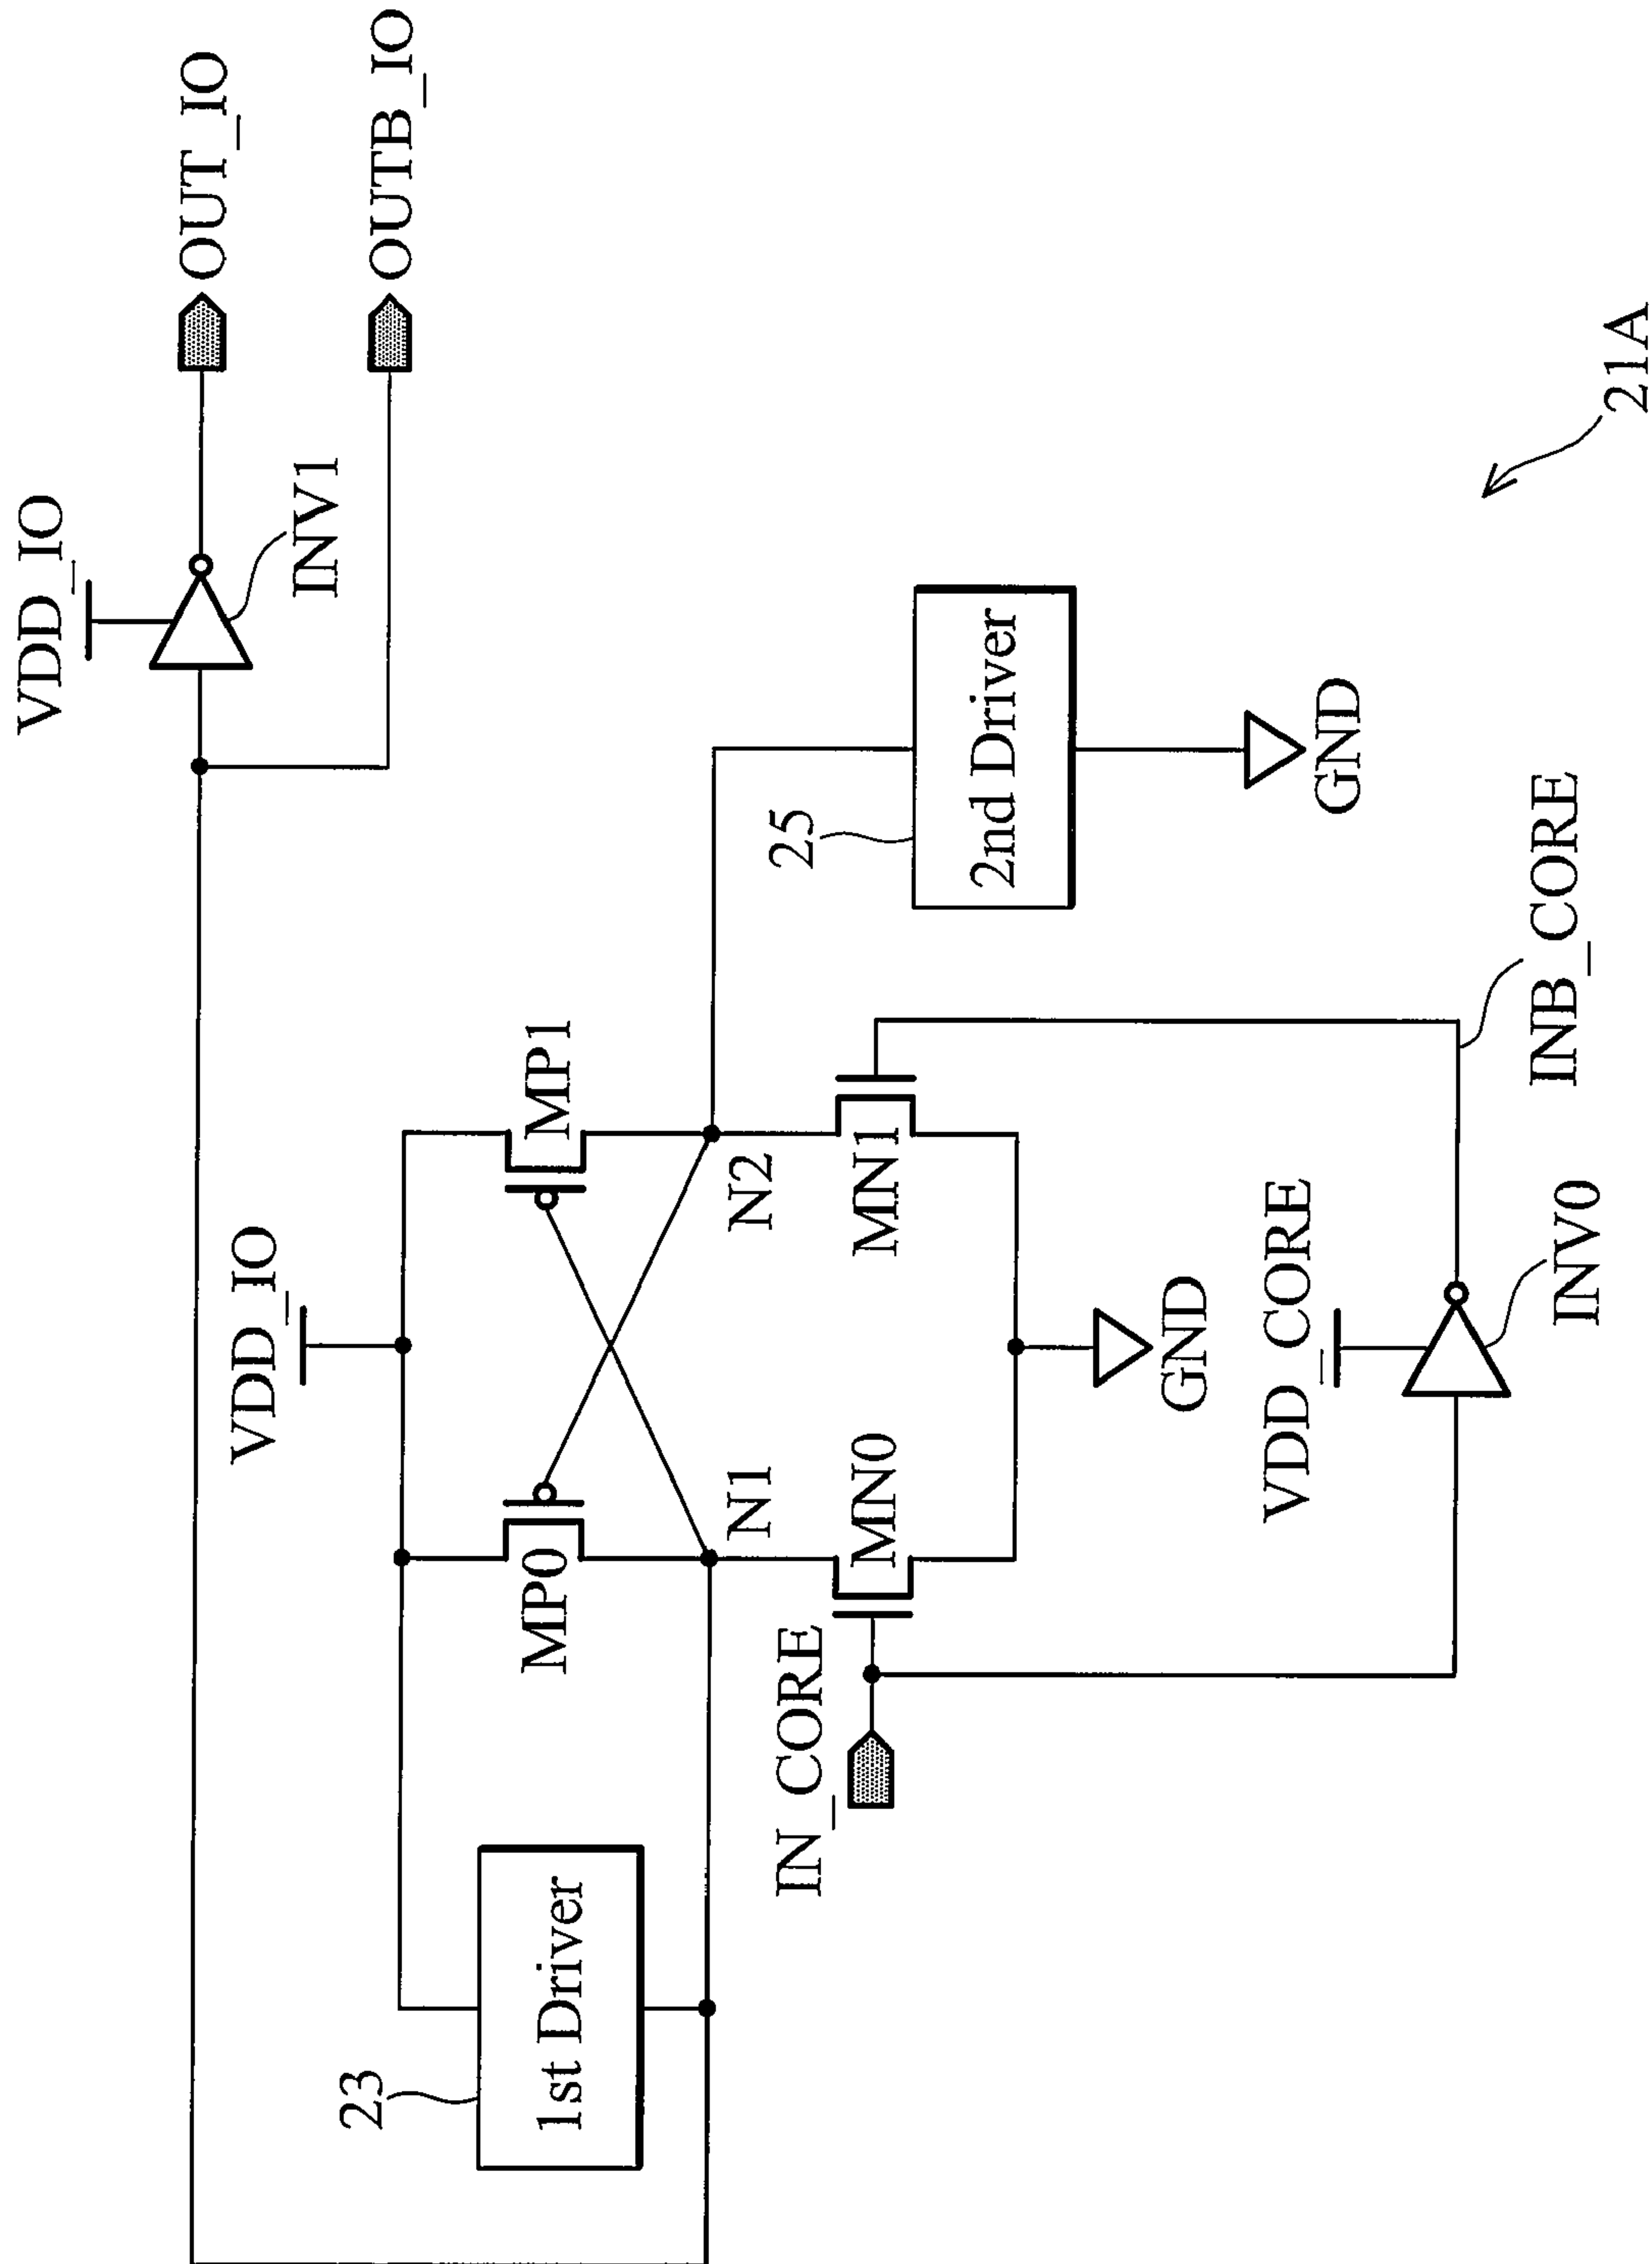 VDD_IO
OUT_IO
INV1
OUTB_IO
VDD_IO
23
1st Driver
MP0
MP1
N1
N2
25
2nd Driver
IN_CORE
MN0
MN1
GND
GND
VDD_CORE
INV0
INB_CORE
21A